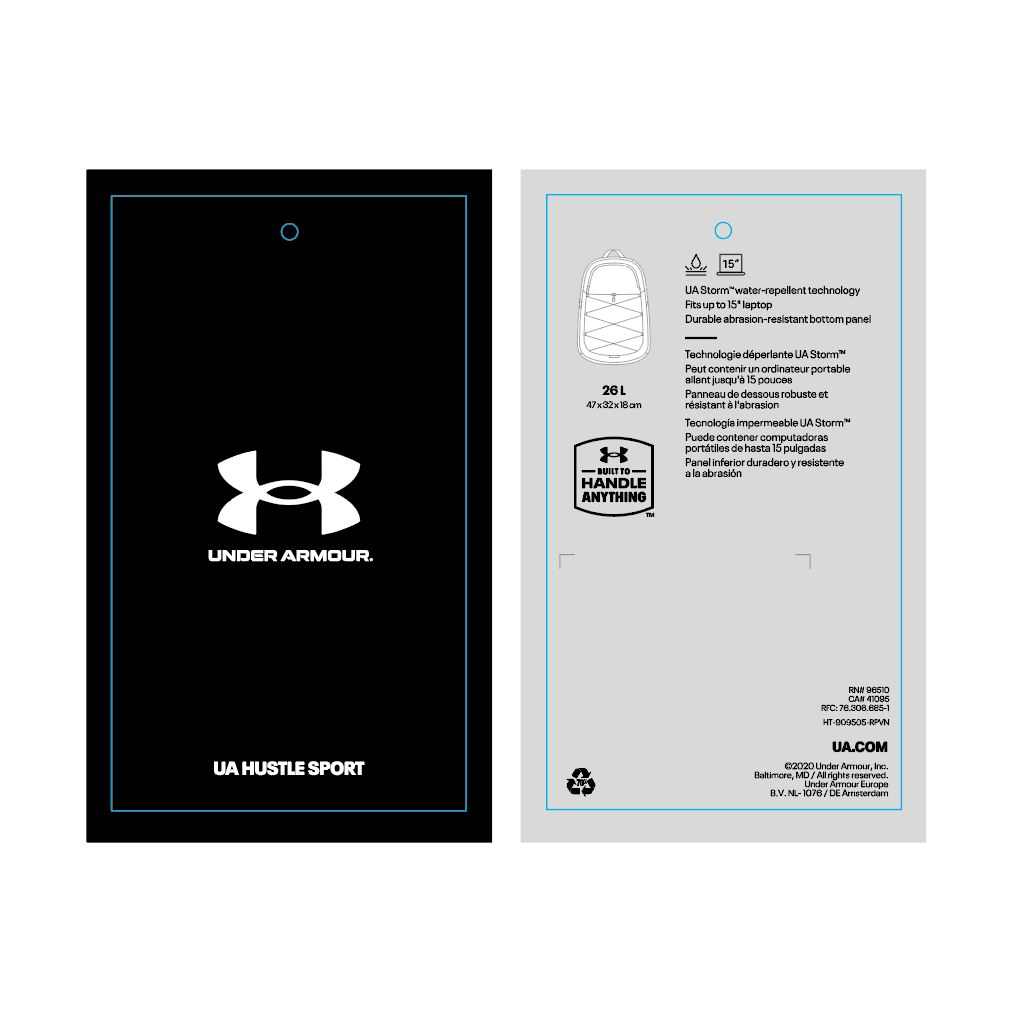 UNDER ARMOUR.
UA HUSTLE SPORT
15"
UA Storm™ water-repellent technology
Fits up to 15" laptop
Durable abrasion-resistant bottom panel
Technologie déperlante UA Storm™
Peut contenir un ordinateur portable
allant jusqu'à 15 pouces
Panneau de dessous robuste et
résistant à l'abrasion
Tecnología impermeable UA Storm™
Puede contener computadoras
portátiles de hasta 15 pulgadas
Panel inferior duradero y resistente
a la abrasión
26 L
47 x 32 x 18 cm
BUILT TO
HANDLE
ANYTHING
TM
RN# 96510
CA# 41095
RFC: 76.306.685-1
HT-909505-RPVN
UA.COM
©2020 Under Armour, Inc.
Baltimore, MD / All rights reserved.
Under Armour Europe
B.V. NL- 1076 / DE Amsterdam
70%